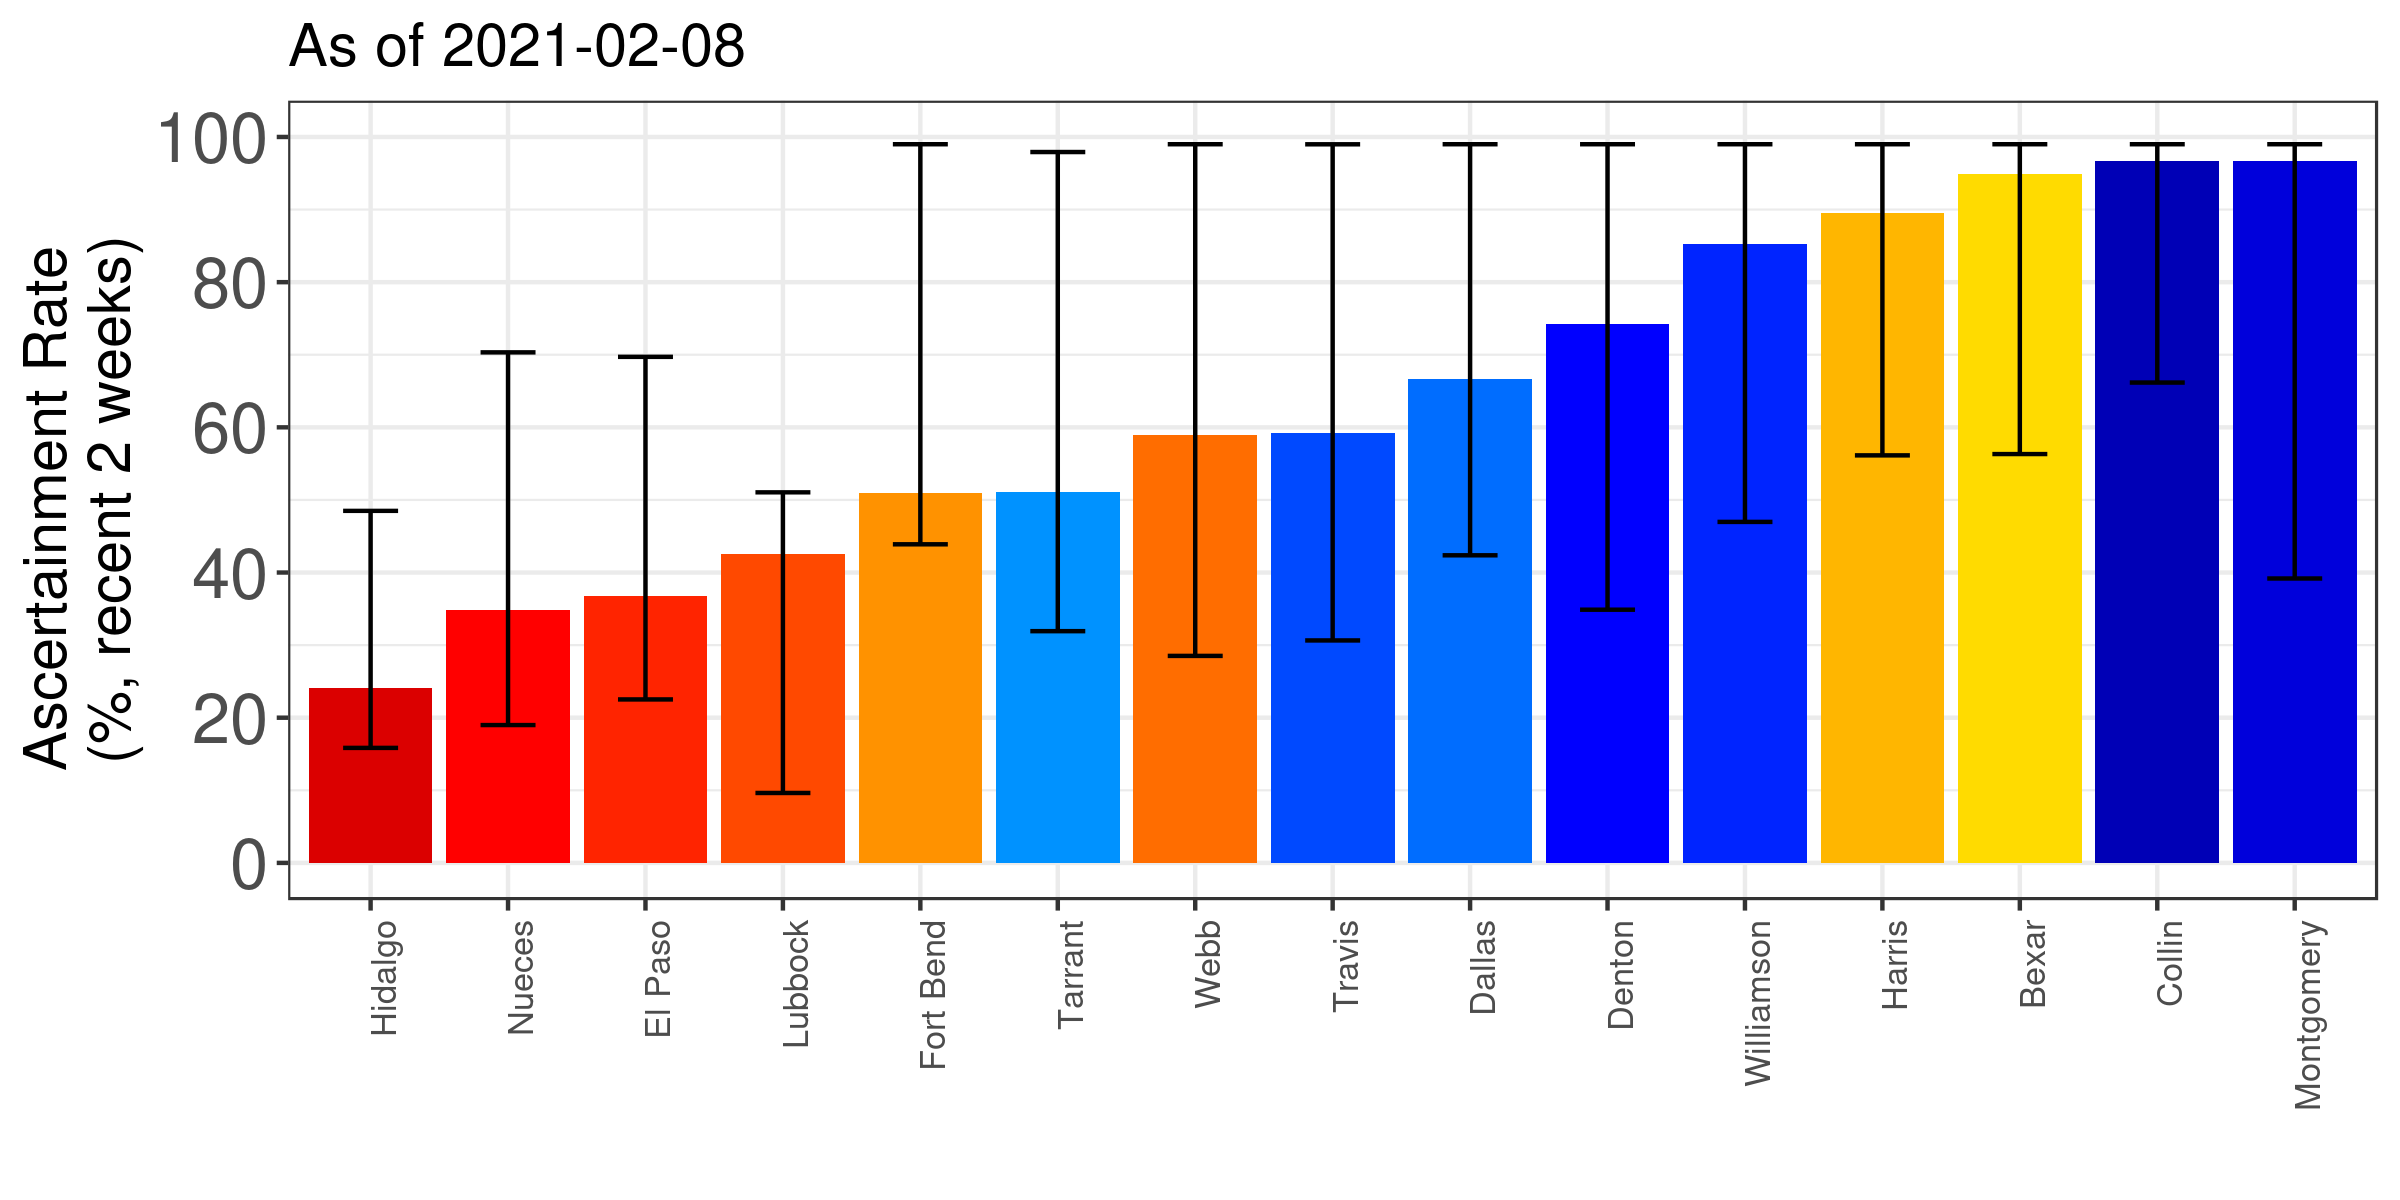 As of 2021-02-08
Ascertainment Rate
(%, recent 2 weeks)
100
80
60
40
20
0
Hidalgo
Nueces
El Paso
Lubbock
Fort Bend
Tarrant
Webb
Travis
Dallas
Denton
Williamson
Harris
Bexar
Collin
Montgomery